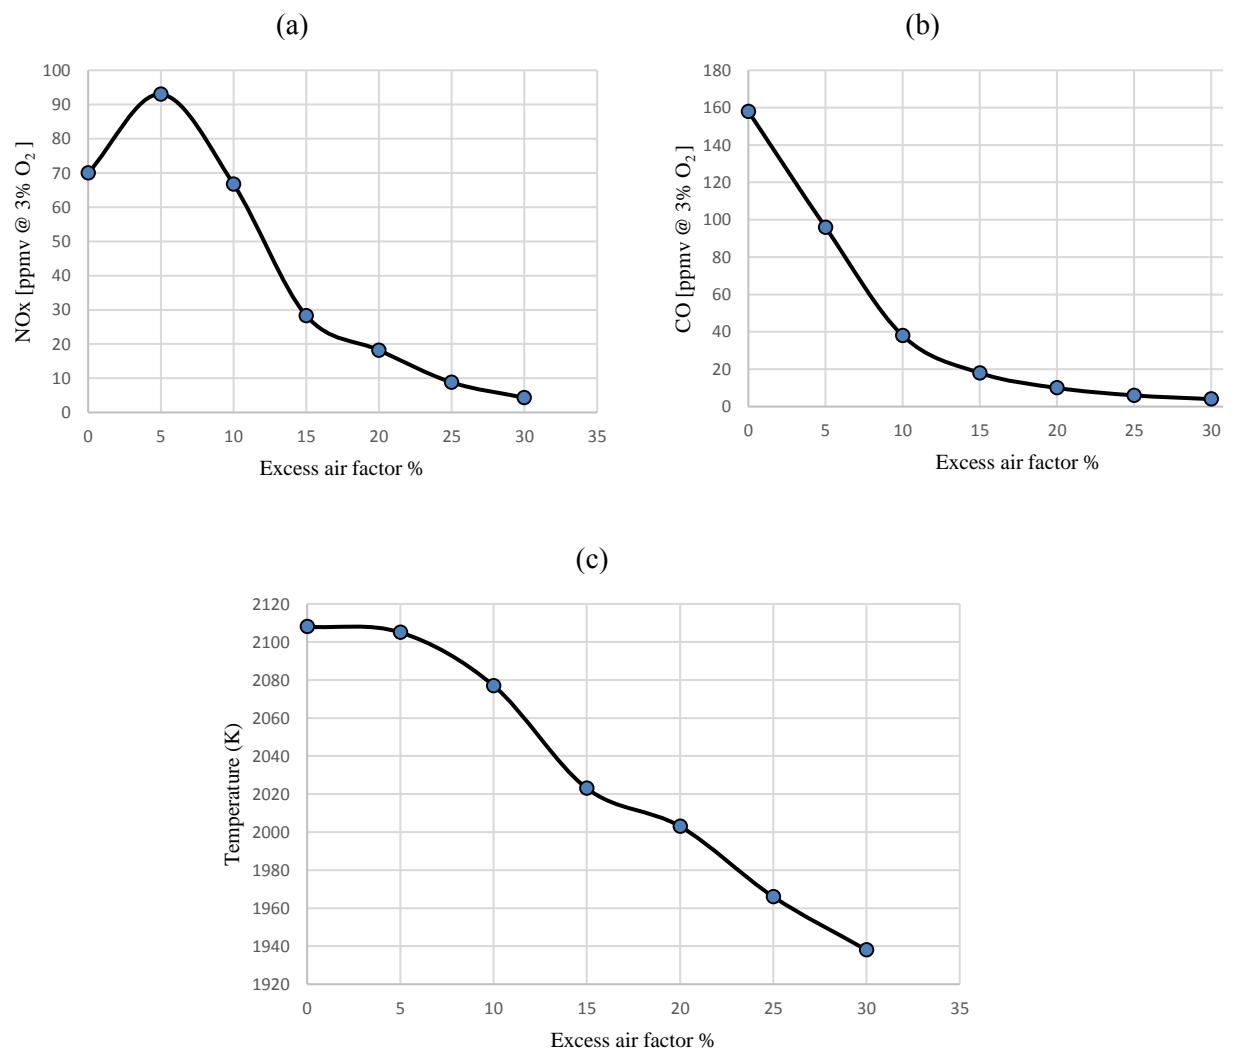 (a)
100
90
80
70
60
50
40
30
20
10
0
NOx [ppmv @ 3% O₂ ]
0 5 10 15 20 25 30 35
Excess air factor %
(b)
180
160
140
120
100
80
60
40
20
0
CO [ppmv @ 3% O₂ ]
0 5 10 15 20 25 30
Excess air factor %
(c)
2120
2100
2080
2060
2040
2020
2000
1980
1960
1940
1920
Temperature (K)
0 5 10 15 20 25 30 35
Excess air factor %